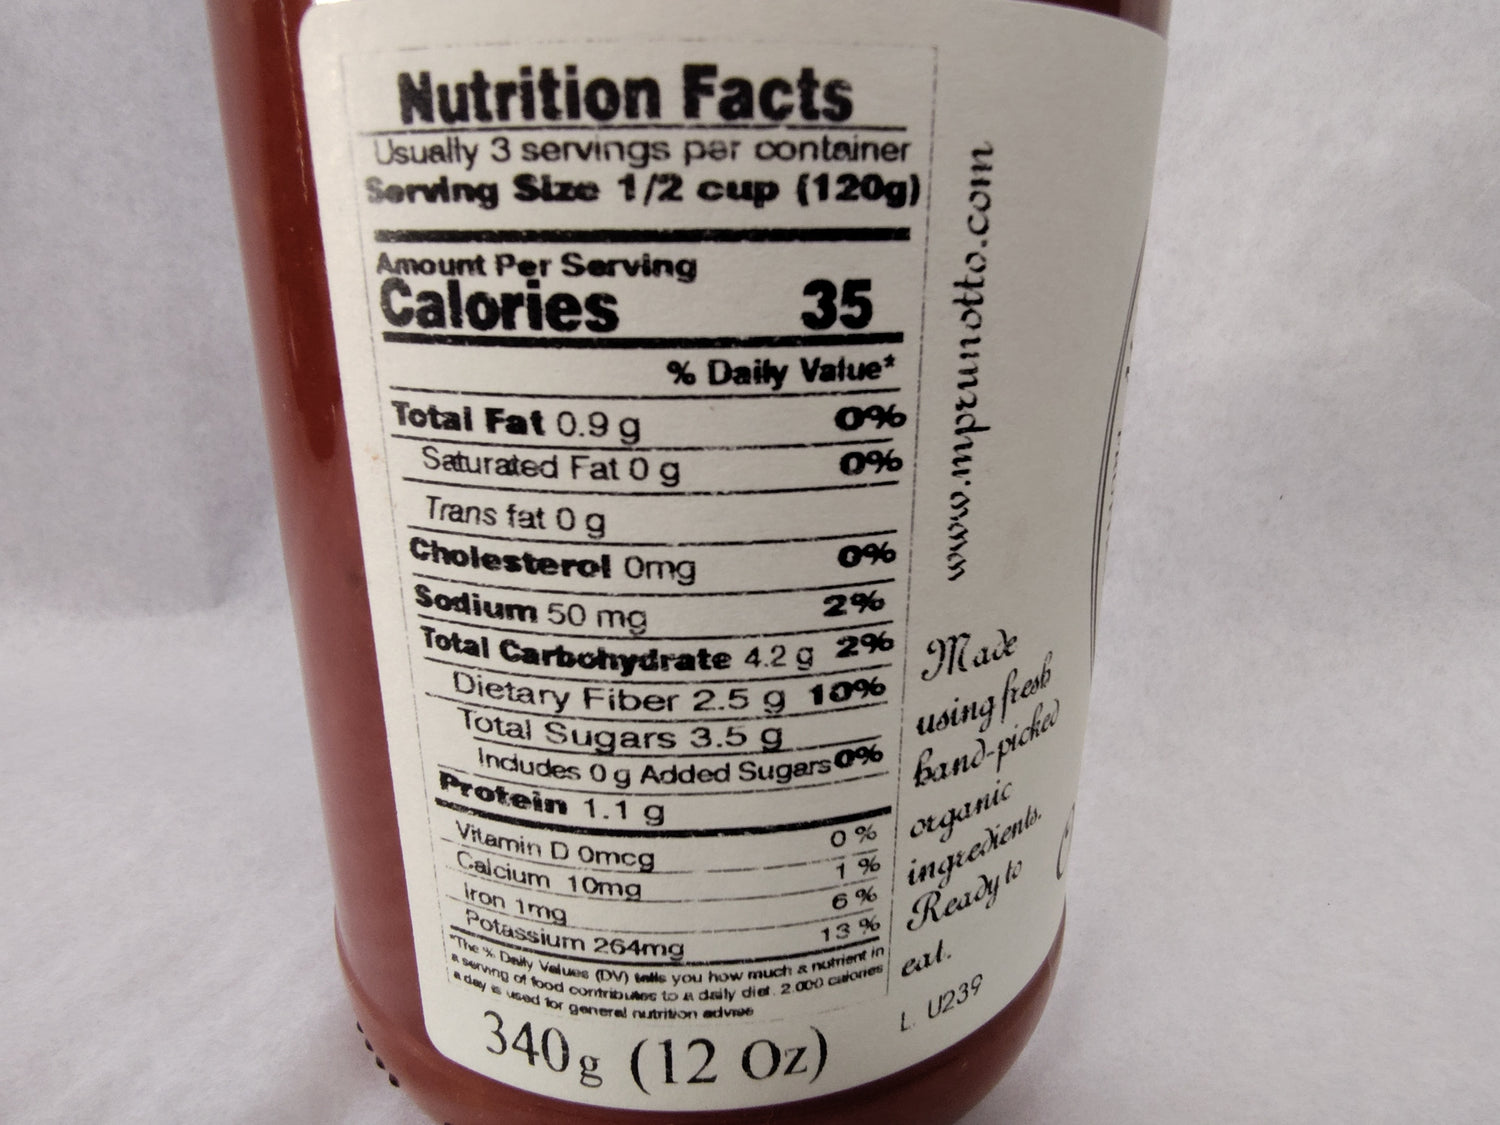 Nutrition Facts
Usually 3 servings per container
Serving Size 1/2 cup (120g)
Amount Per Serving
Calories 35
% Daily Value*
Total Fat 0.9 g 0%
Saturated Fat 0 g 0%
Trans fat 0 g
Cholesterol 0mg 0%
Sodium 50 mg 2%
Total Carbohydrate 4.2 g 2%
Dietary Fiber 2.5 g 10%
Total Sugars 3.5 g
Includes 0 g Added Sugars 0%
Protein 1.1 g
Vitamin D 0mcg 0 %
Calcium 10mg 1 %
Iron 1mg 6 %
Potassium 264mg 13 %
*The % Daily Values (DV) tells you how much a nutrient in
a serving of food contributes to a daily diet. 2.000 calories
a day is used for general nutrition advise
340g (12 Oz)
www.mprunotto.com
Made
using fresh
hand-picked
organic
ingredients.
Ready to
eat.
L. U239